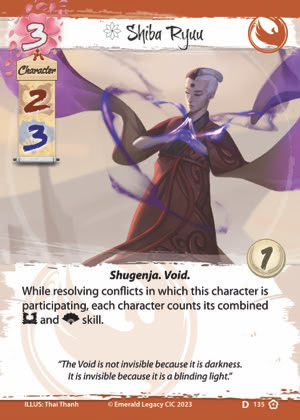 3
Shiba Ryuu
Character
2
3
1
Shugenja. Void.
While resolving conflicts in which this character is
participating, each character counts its combined
and skill.
"The Void is not invisible because it is darkness.
It is invisible because it is a blinding light."
ILLUS: Thai Thanh © Emerald Legacy CIC 2023 D 135